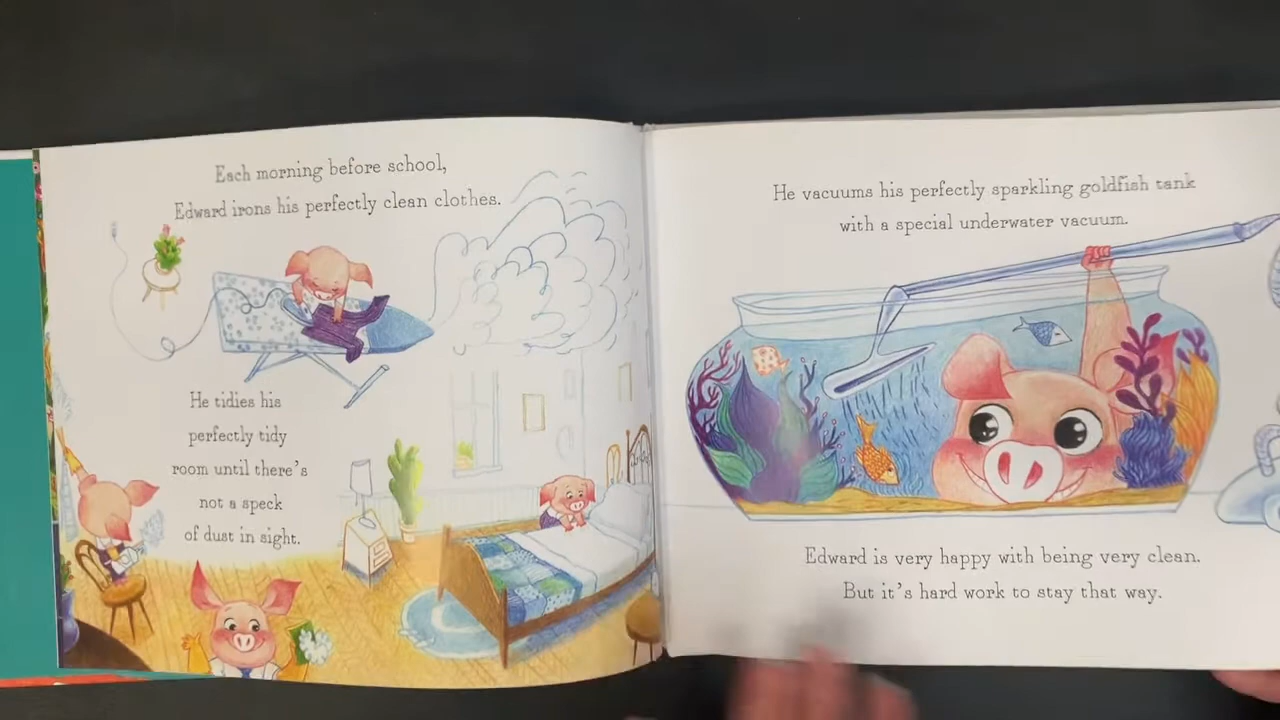 Each morning before school,
Edward irons his perfectly clean clothes.
He tidies his
perfectly tidy
room until there's
not a speck
of dust in sight.
He vacuums his perfectly sparkling goldfish tank
with a special underwater vacuum.
Edward is very happy with being very clean.
But it's hard work to stay that way.